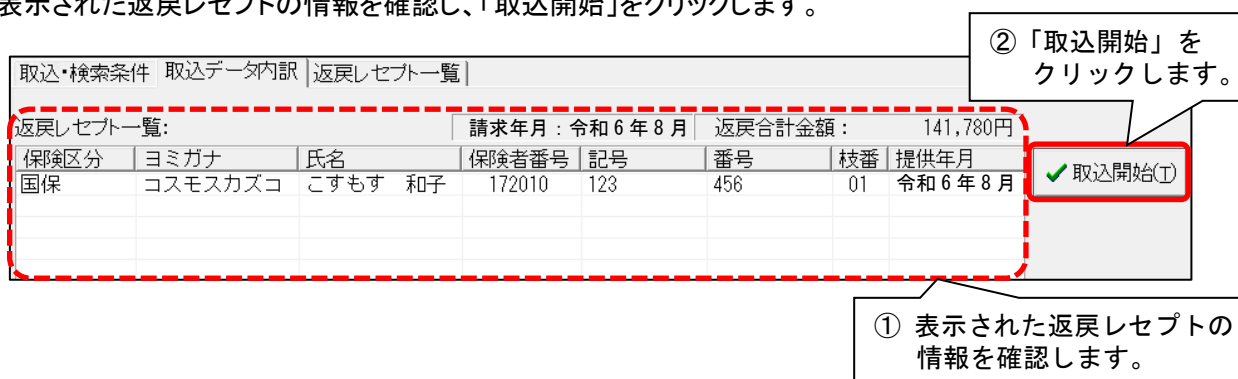 表示された返戻レセプトの情報を確認し、「取込開始」をクリックします。
②「取込開始」を
クリックします。
取込・検索条件 取込データ内訳 返戻レセプト一覧
返戻レセプト一覧: 請求年月:令和6年8月 返戻合計金額: 141,780円
保険区分 ヨミガナ 氏名 保険者番号 記号 番号 枝番 提供年月
国保 コスモスカズコ こすもす 和子 172010 123 456 01 令和6年8月
取込開始(T)
① 表示された返戻レセプトの
情報を確認します。